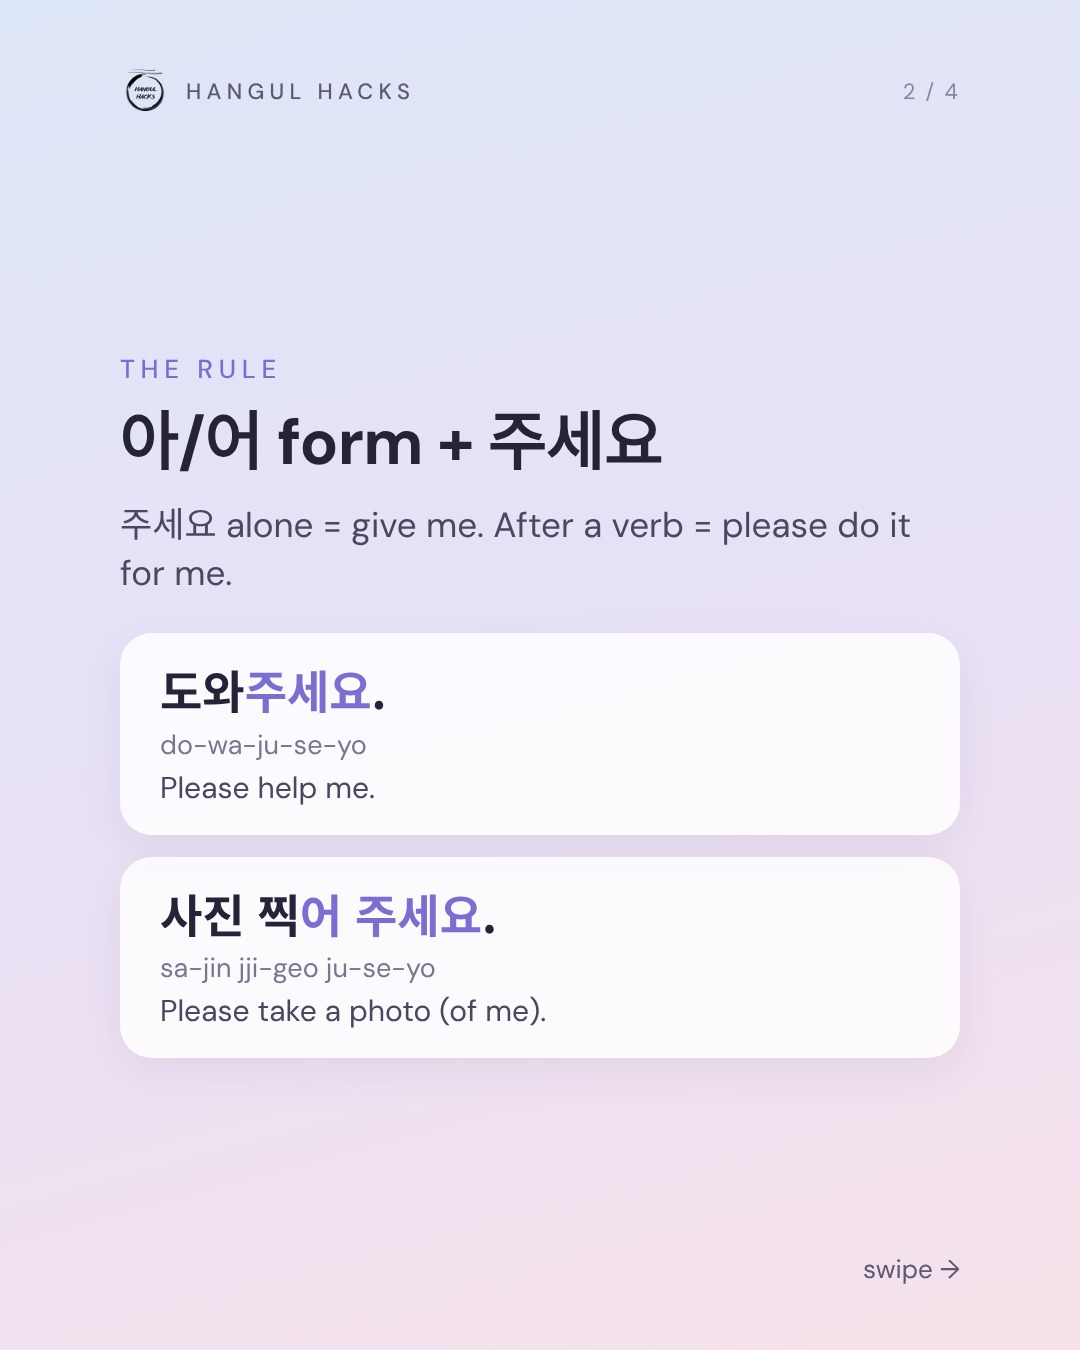 HANGUL HACKS
HANGUL HACKS
2 / 4
THE RULE
아/어 form + 주세요
주세요 alone = give me. After a verb = please do it
for me.
도와주세요.
do-wa-ju-se-yo
Please help me.
사진 찍어 주세요.
sa-jin jji-geo ju-se-yo
Please take a photo (of me).
swipe →